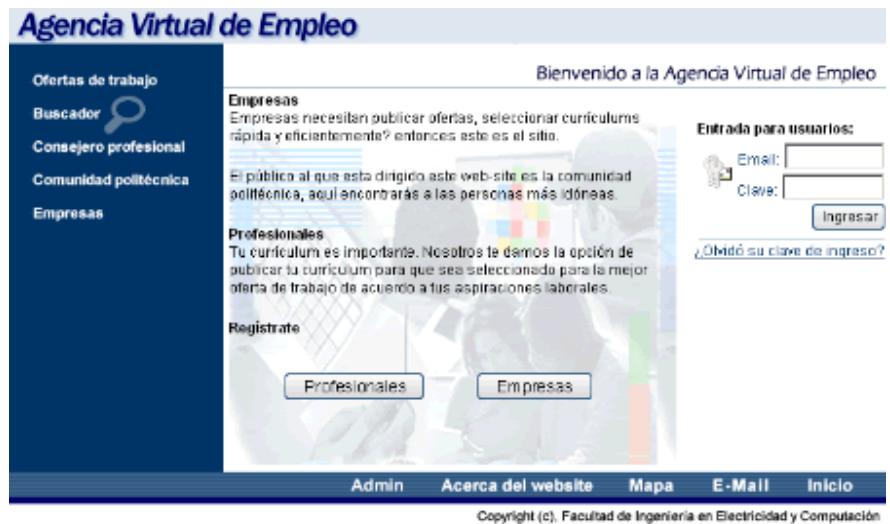 Agencia Virtual de Empleo
Ofertas de trabajo
Buscador
Consejero profesional
Comunidad politécnica
Empresas
Bienvenido a la Agencia Virtual de Empleo
Empresas
Empresas necesitan publicar ofertas, seleccionar currículums
rápida y eficientemente? entonces este es el sitio.
El público al que esta dirigido este web-site es la comunidad
politécnica, aquí encontrarás a las personas más idóneas.
Profesionales
Tu currículum es importante. Nosotros te damos la opción de
publicar tu currículum para que sea seleccionado para la mejor
oferta de trabajo de acuerdo a tus aspiraciones laborales.
Registrate
Profesionales
Empresas
Entrada para usuarios:
Email:
Clave:
Ingresar
¿Olvidó su clave de ingreso?
Admin Acerca del website Mapa E-Mail Inicio
Copyright (c), Facultad de Ingeniería en Electricidad y Computación